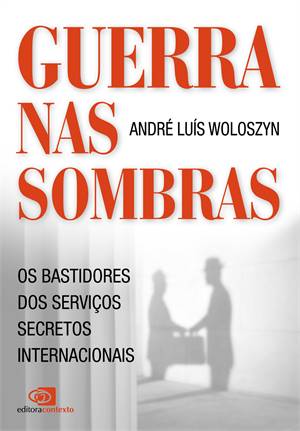 GUERRA
NAS
ANDRÉ LUÍS WOLOSZYN
SOMBRAS
OS BASTIDORES
DOS SERVIÇOS
SECRETOS
INTERNACIONAIS
editoracontexto